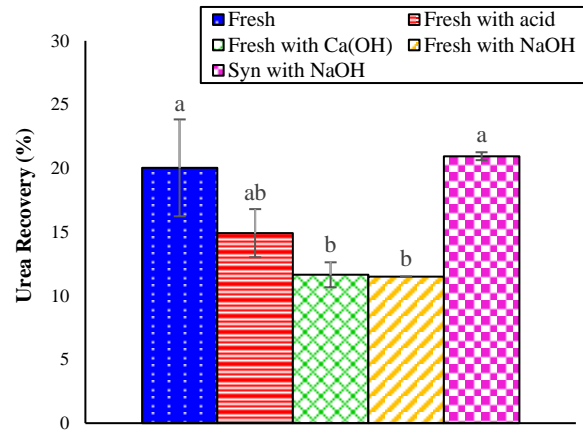 Fresh
Fresh with acid
Fresh with Ca(OH)
Fresh with NaOH
Syn with NaOH
Urea Recovery (%)
30
25
20
15
10
5
0
a
ab
b
b
a